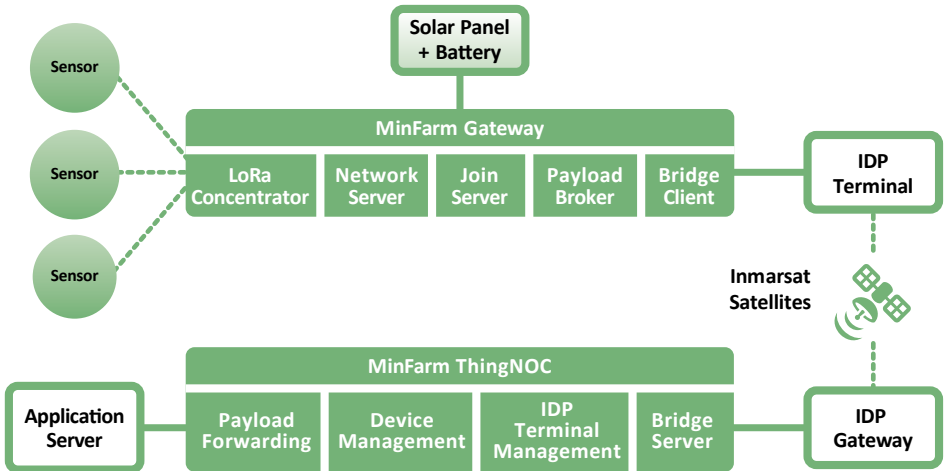 Solar Panel
+ Battery
Sensor
Sensor
Sensor
MinFarm Gateway
LoRa
Concentrator
Network
Server
Join
Server
Payload
Broker
Bridge
Client
IDP
Terminal
Inmarsat
Satellites
MinFarm ThingNOC
Application
Server
Payload
Forwarding
Device
Management
IDP
Terminal
Management
Bridge
Server
IDP
Gateway